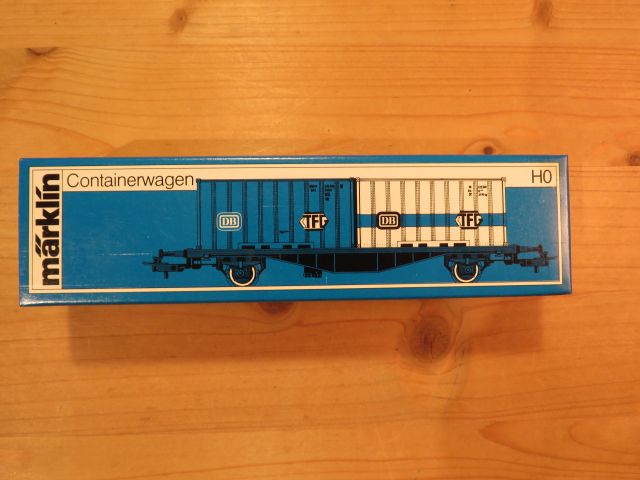 märklin
Containerwagen
H0
DB
TFG
DB
TFG